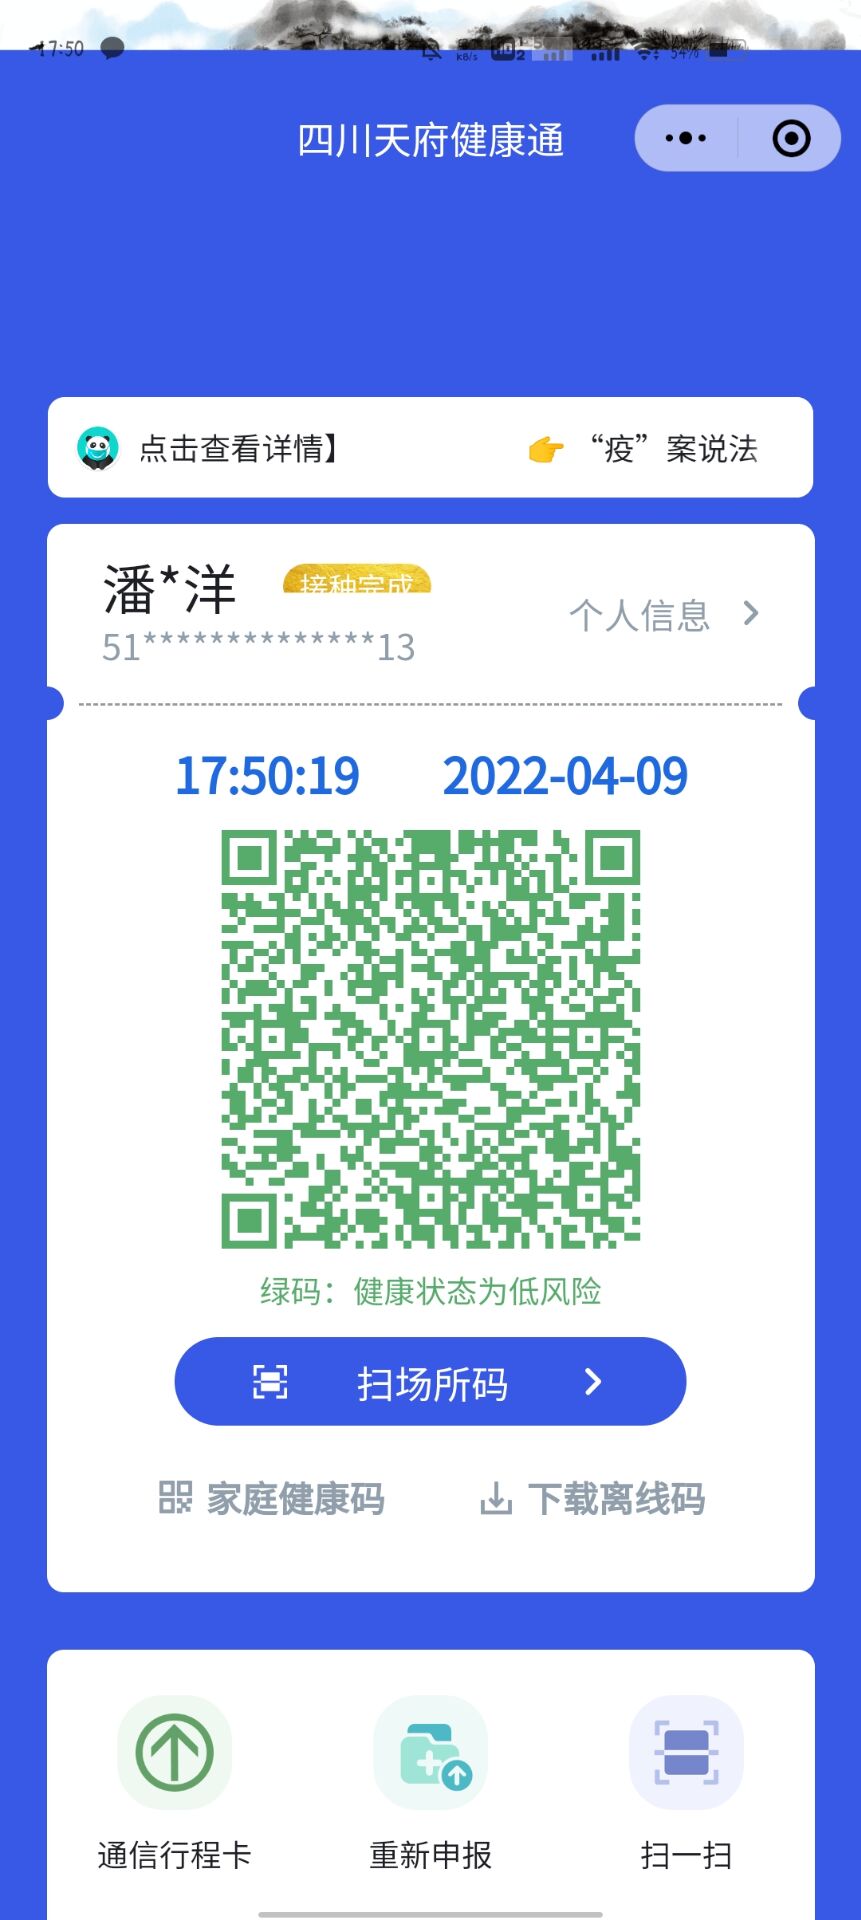 7:50
54%
四川天府健康通
点击查看详情】 👉 “疫”案说法
潘*洋 接种完成
51**************13
个人信息
17:50:19 2022-04-09
绿码：健康状态为低风险
扫场所码
家庭健康码 下载离线码
通信行程卡 重新申报 扫一扫